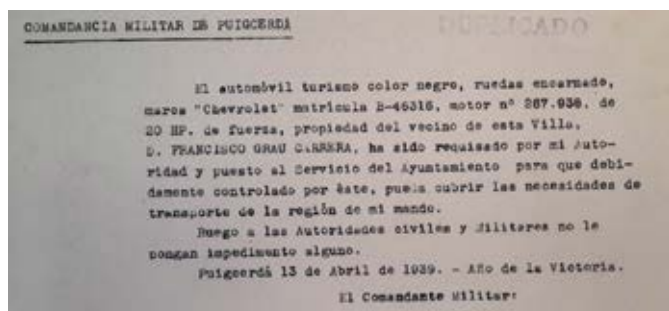 COMANDANCIA MILITAR DE PUIGCERDÁ
DUPLICADO
El automóvil turismo color negro, ruedas encarnado,
marca "Chevrolet" matrícula B-46316, motor nº 267.936, de
20 HP. de fuerza, propiedad del vecino de esta Villa,
D. FRANCISCO GRAU CARRERA, ha sido requisado por mi Auto-
ridad y puesto al Servicio del Ayuntamiento para que debi-
damente controlado por éste, pueda cubrir las necesidades de
transporte de la región de mi mando.
Ruego a las Autoridades civiles y Militares no le
pongan impedimento alguno.
Puigcerdá 13 de Abril de 1939. - Año de la Victoria.
El Comandante Militar: